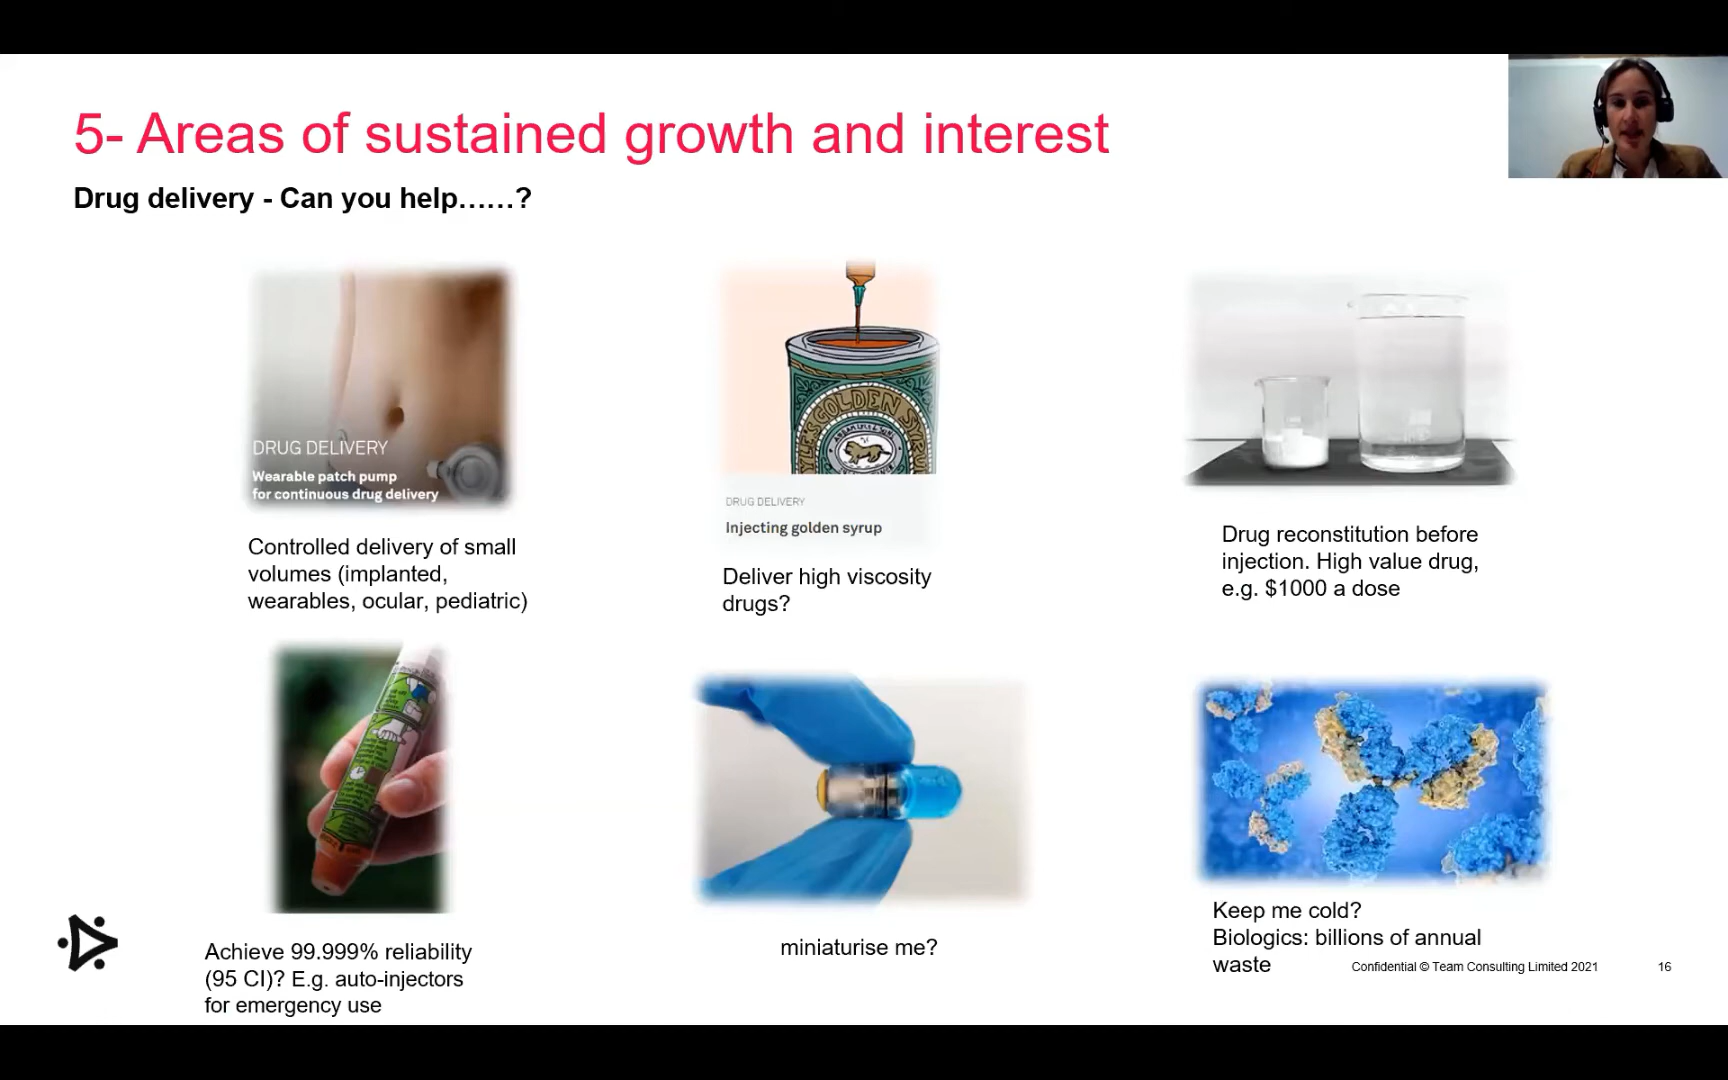 5- Areas of sustained growth and interest
Drug delivery - Can you help……?
DRUG DELIVERY
Wearable patch pump
for continuous drug delivery
Controlled delivery of small
volumes (implanted,
wearables, ocular, pediatric)
GOLDEN SYRUP
DRUG DELIVERY
Injecting golden syrup
Deliver high viscosity
drugs?
Drug reconstitution before
injection. High value drug,
e.g. $1000 a dose
Achieve 99.999% reliability
(95 CI)? E.g. auto-injectors
for emergency use
miniaturise me?
Keep me cold?
Biologics: billions of annual
waste
Confidential © Team Consulting Limited 2021
16